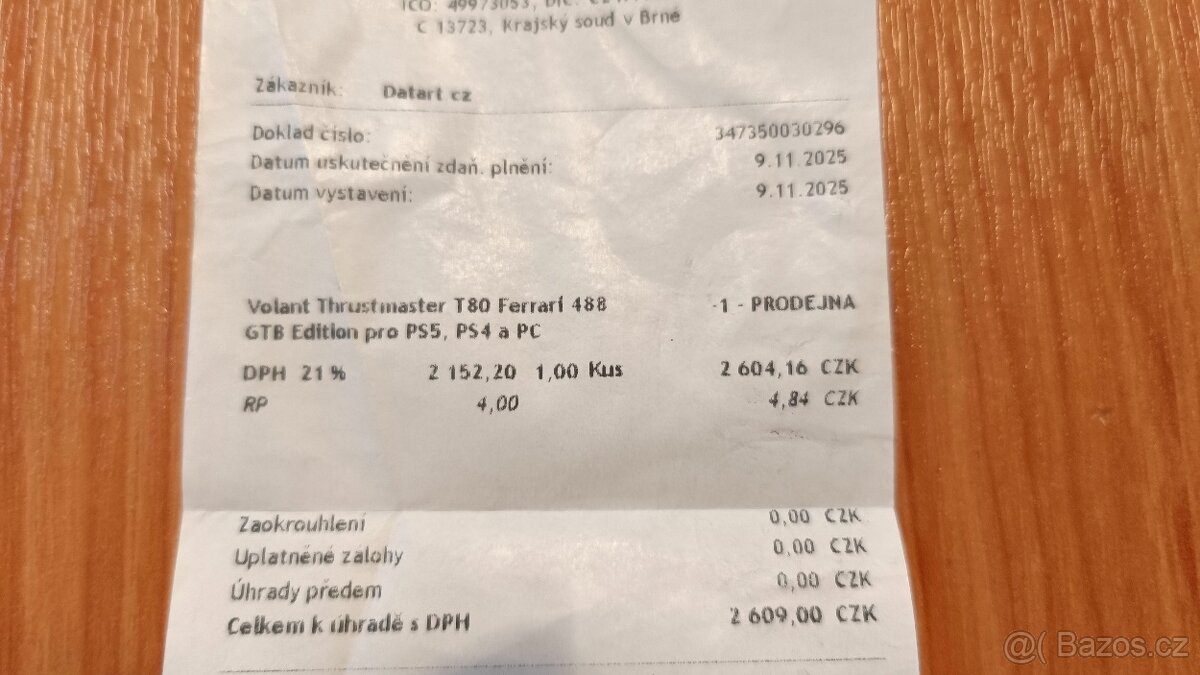 IČO: 49973053, DIČ:
C 13723, Krajský soud v Brně
Zákazník: Datart cz
Doklad číslo: 347350030296
Datum uskutečnění zdaň. plnění: 9.11.2025
Datum vystavení: 9.11.2025
Volant Thrustmaster T80 Ferrari 488 -1 - PRODEJNA
GTB Edition pro PS5, PS4 a PC
DPH 21 % 2 152,20 1,00 Kus 2 604,16 CZK
RP 4,00 4,84 CZK
Zaokrouhlení 0,00 CZK
Uplatněné zálohy 0,00 CZK
Úhrady předem 0,00 CZK
Celkem k úhradě s DPH 2 609,00 CZK
Bazos.cz